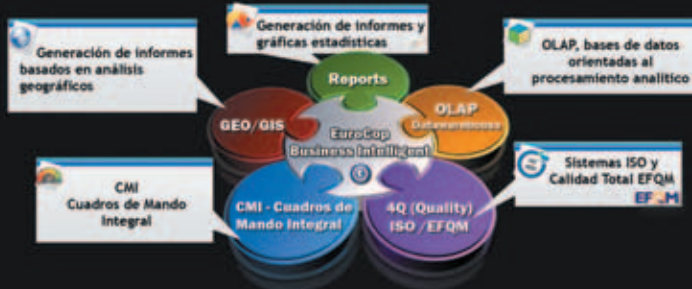 Generación de informes
basados en análisis
geográficos
Generación de informes y
gráficas estadísticas
OLAP, bases de datos
orientadas al
procesamiento analítico
Reports
GEO/GIS
OLAP
Datawarehouse
EuroCop
Business Intelligent
CMI
Cuadros de Mando
Integral
CMI - Cuadros de
Mando Integral
4Q (Quality)
ISO /EFQM
Sistemas ISO y
Calidad Total EFQM
EFQM